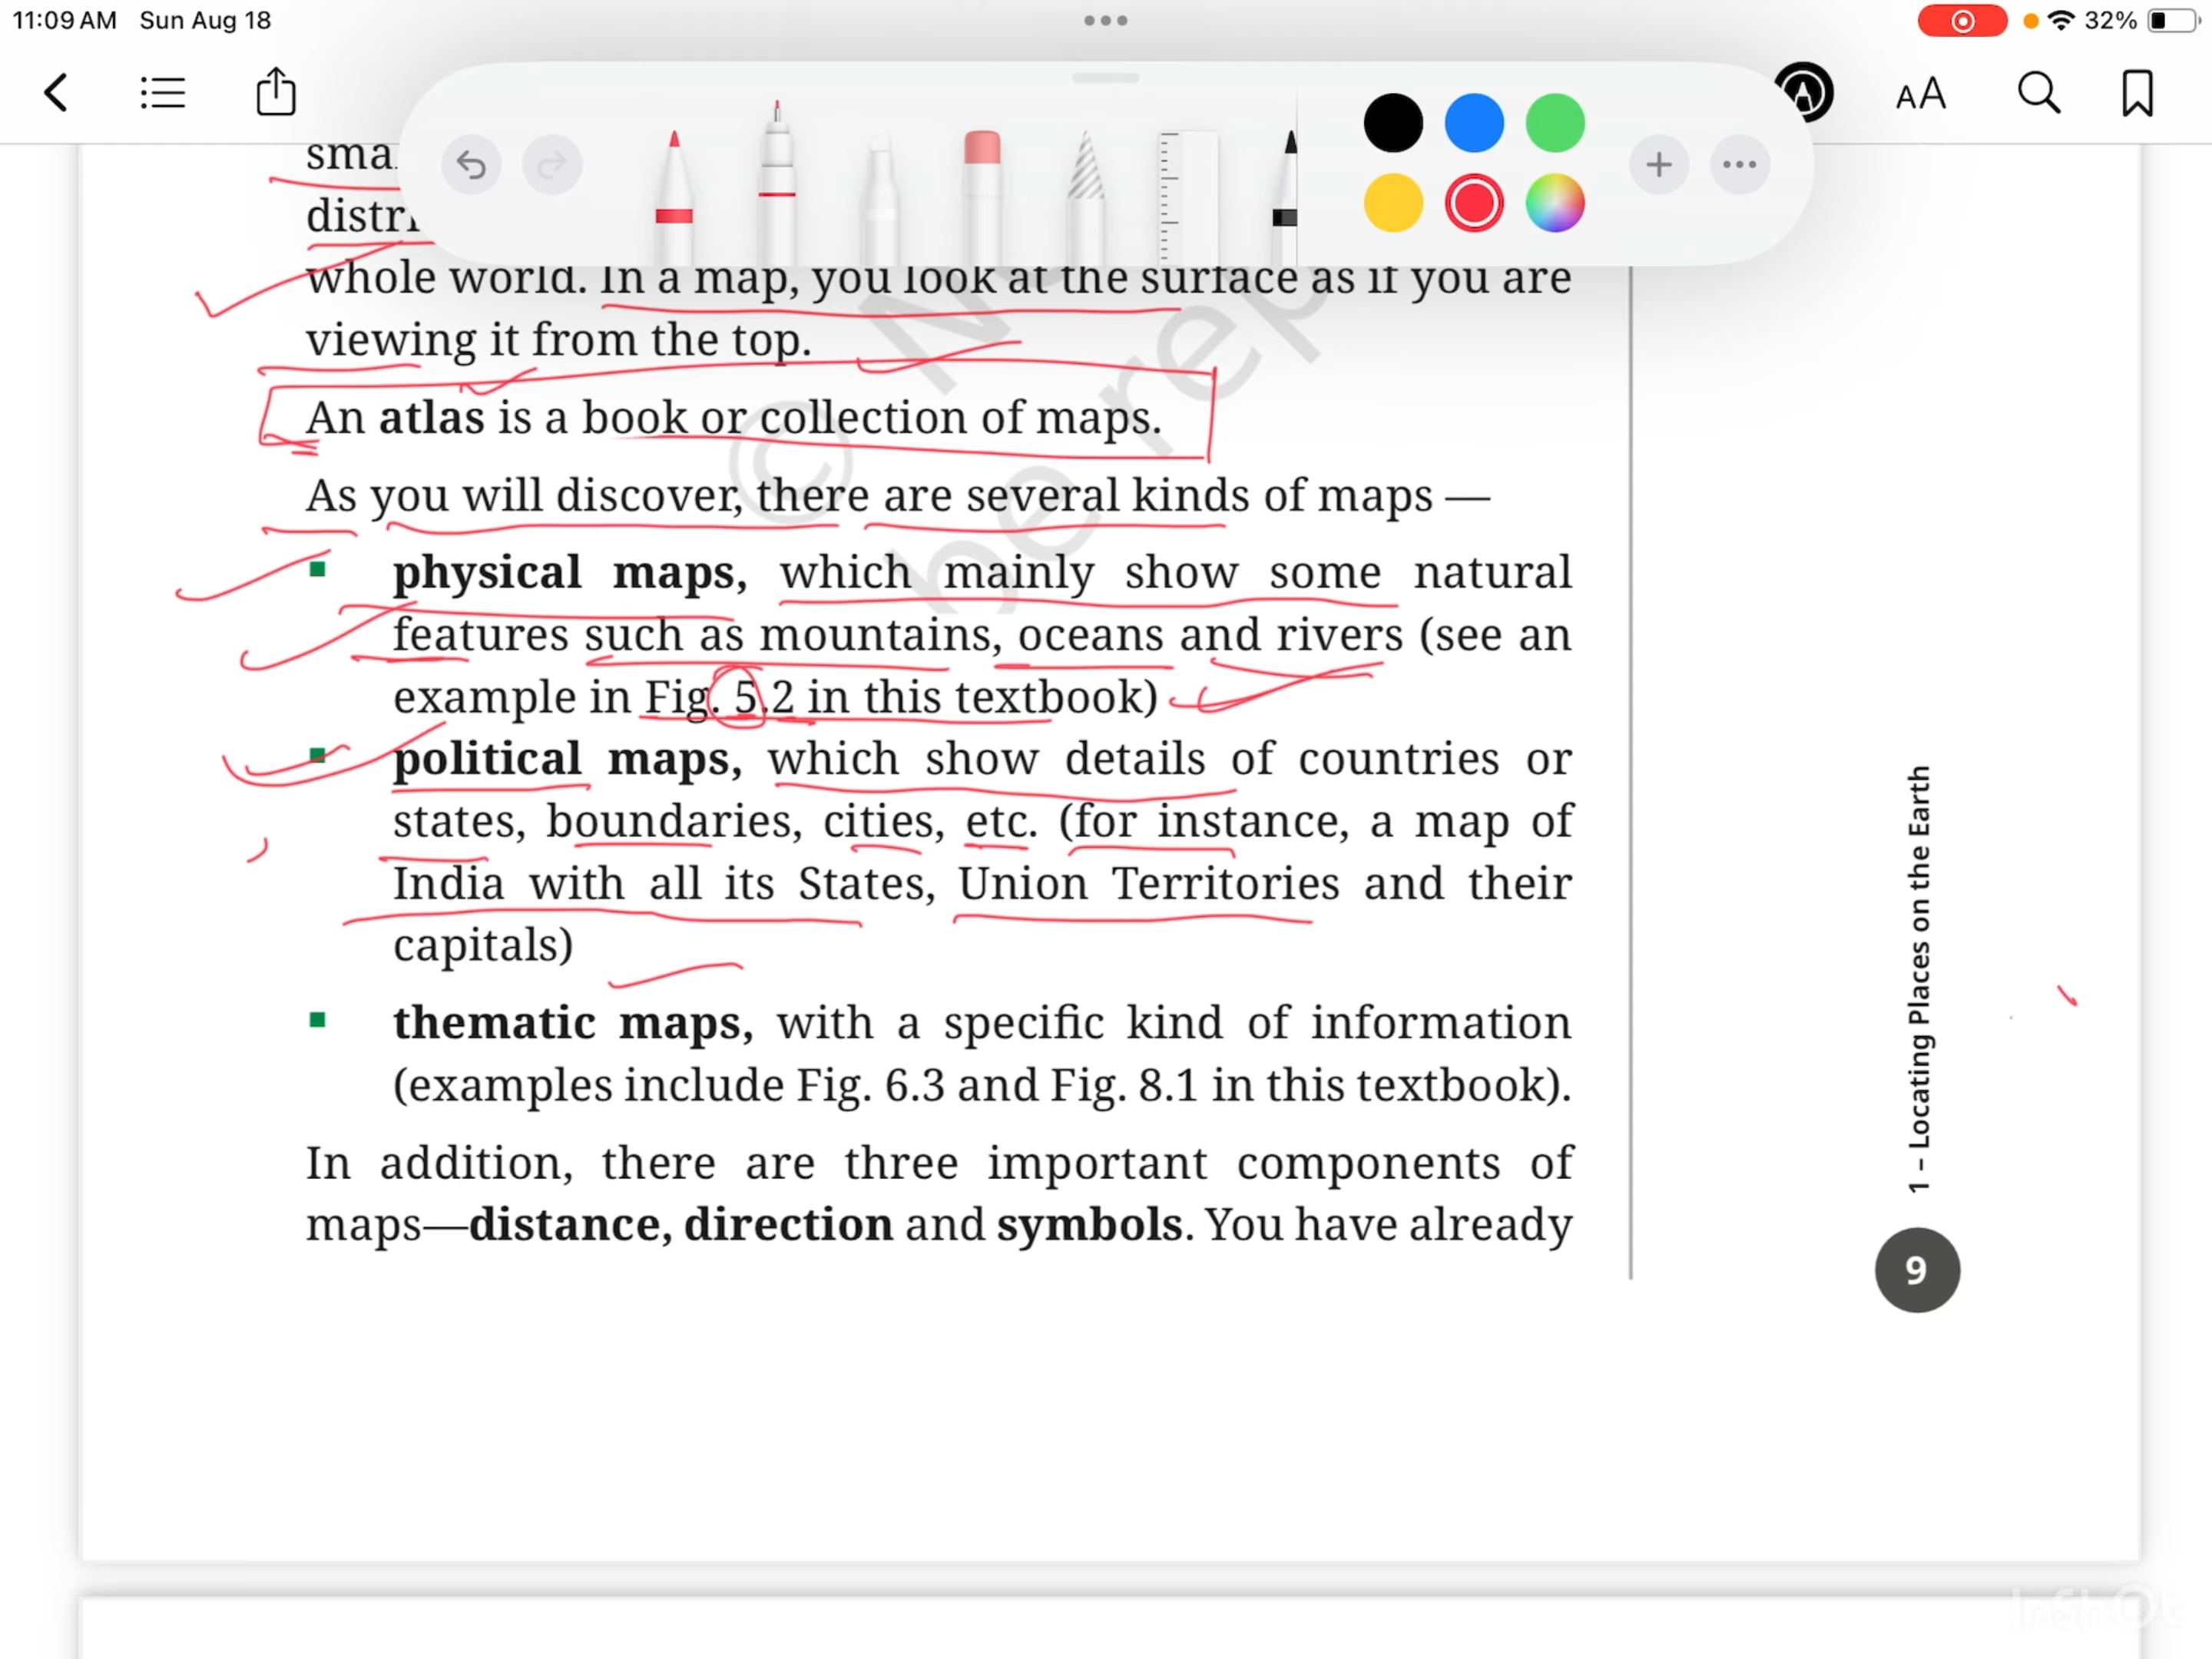 11:09 AM Sun Aug 18
32%
AA
whole world. In a map, you look at the surface as if you are
viewing it from the top.
An atlas is a book or collection of maps.
As you will discover, there are several kinds of maps —
physical maps, which mainly show some natural
features such as mountains, oceans and rivers (see an
example in Fig. 5.2 in this textbook)
political maps, which show details of countries or
states, boundaries, cities, etc. (for instance, a map of
India with all its States, Union Territories and their
capitals)
thematic maps, with a specific kind of information
(examples include Fig. 6.3 and Fig. 8.1 in this textbook).
In addition, there are three important components of
maps—distance, direction and symbols. You have already
1 – Locating Places on the Earth
9
InShOt